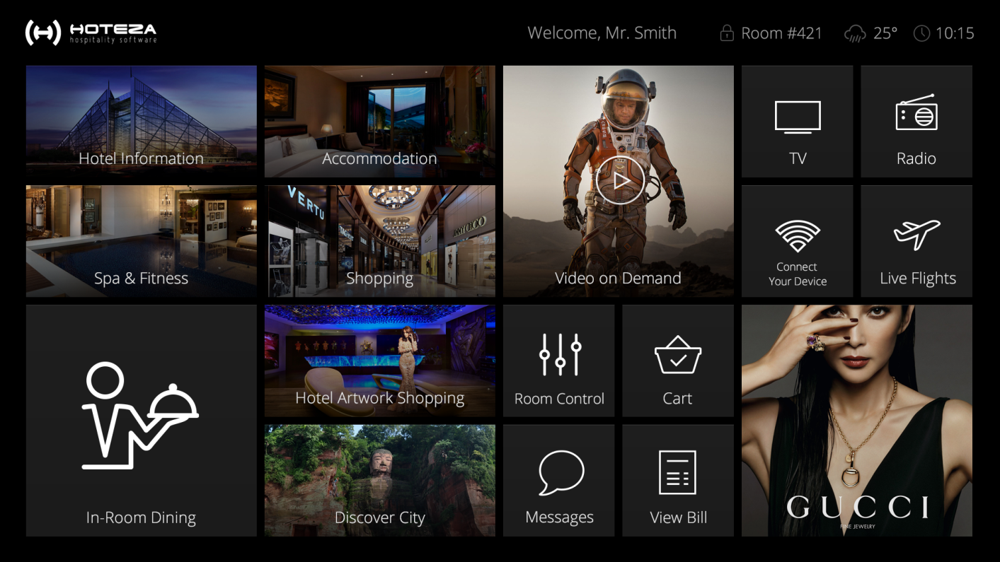 HOTEZA
hospitality software
Welcome, Mr. Smith
Room #421
25°
10:15
Hotel Information
Accommodation
Video on Demand
TV
Radio
Spa & Fitness
VERTU
Shopping
Connect
Your Device
Live Flights
In-Room Dining
Hotel Artwork Shopping
Room Control
Cart
Discover City
Messages
View Bill
GUCCI
FINE JEWELRY